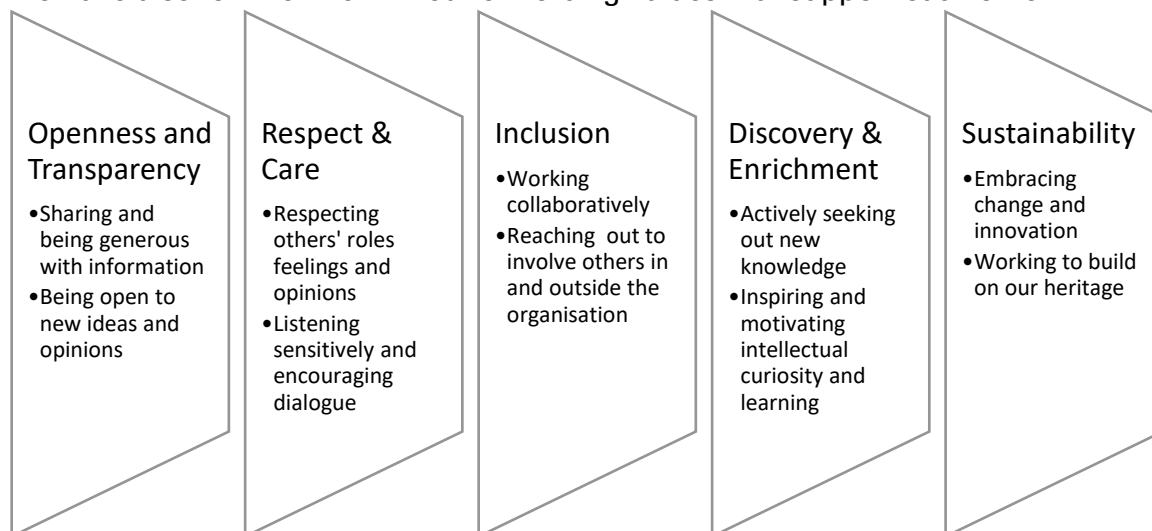 Openness and
Transparency
•Sharing and
being generous
with information
•Being open to
new ideas and
opinions
Respect &
Care
•Respecting
others' roles
feelings and
opinions
•Listening
sensitively and
encouraging
dialogue
Inclusion
•Working
collaboratively
•Reaching out to
involve others in
and outside the
organisation
Discovery &
Enrichment
•Actively seeking
out new
knowledge
•Inspiring and
motivating
intellectual
curiosity and
learning
Sustainability
•Embracing
change and
innovation
•Working to build
on our heritage